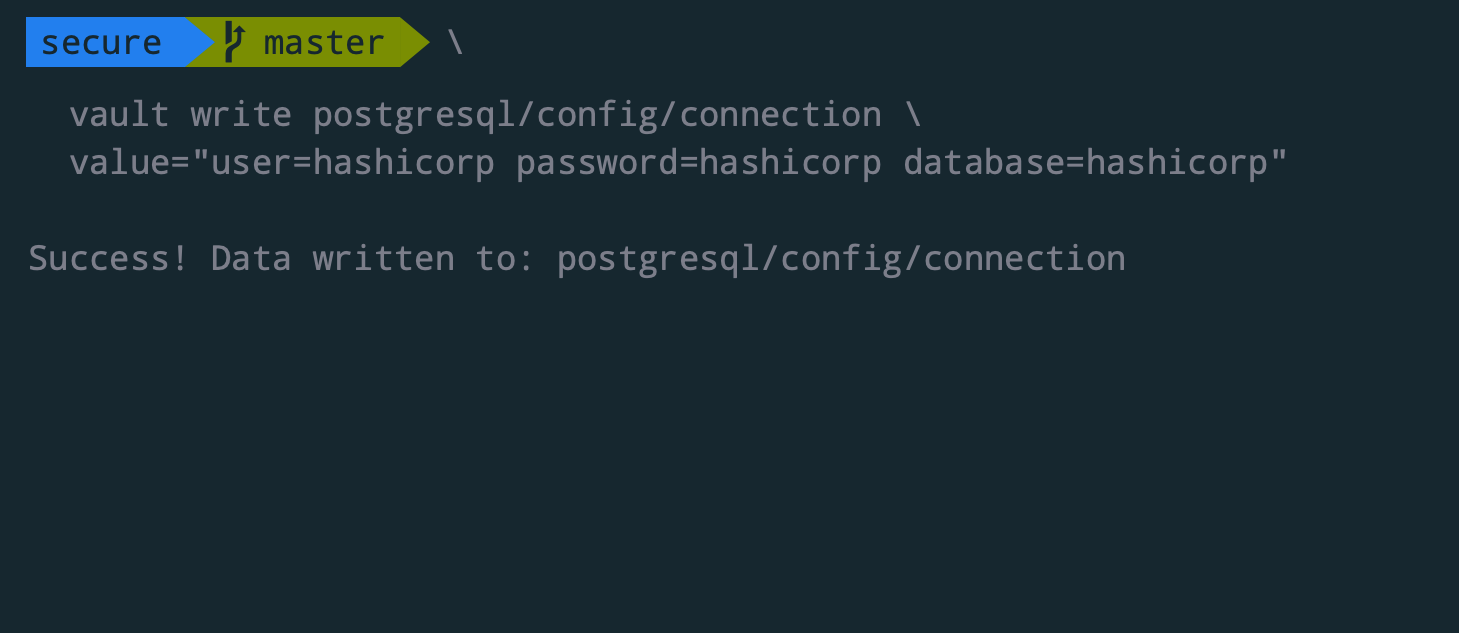 secure master \
vault write postgresql/config/connection \
value="user=hashicorp password=hashicorp database=hashicorp"
Success! Data written to: postgresql/config/connection